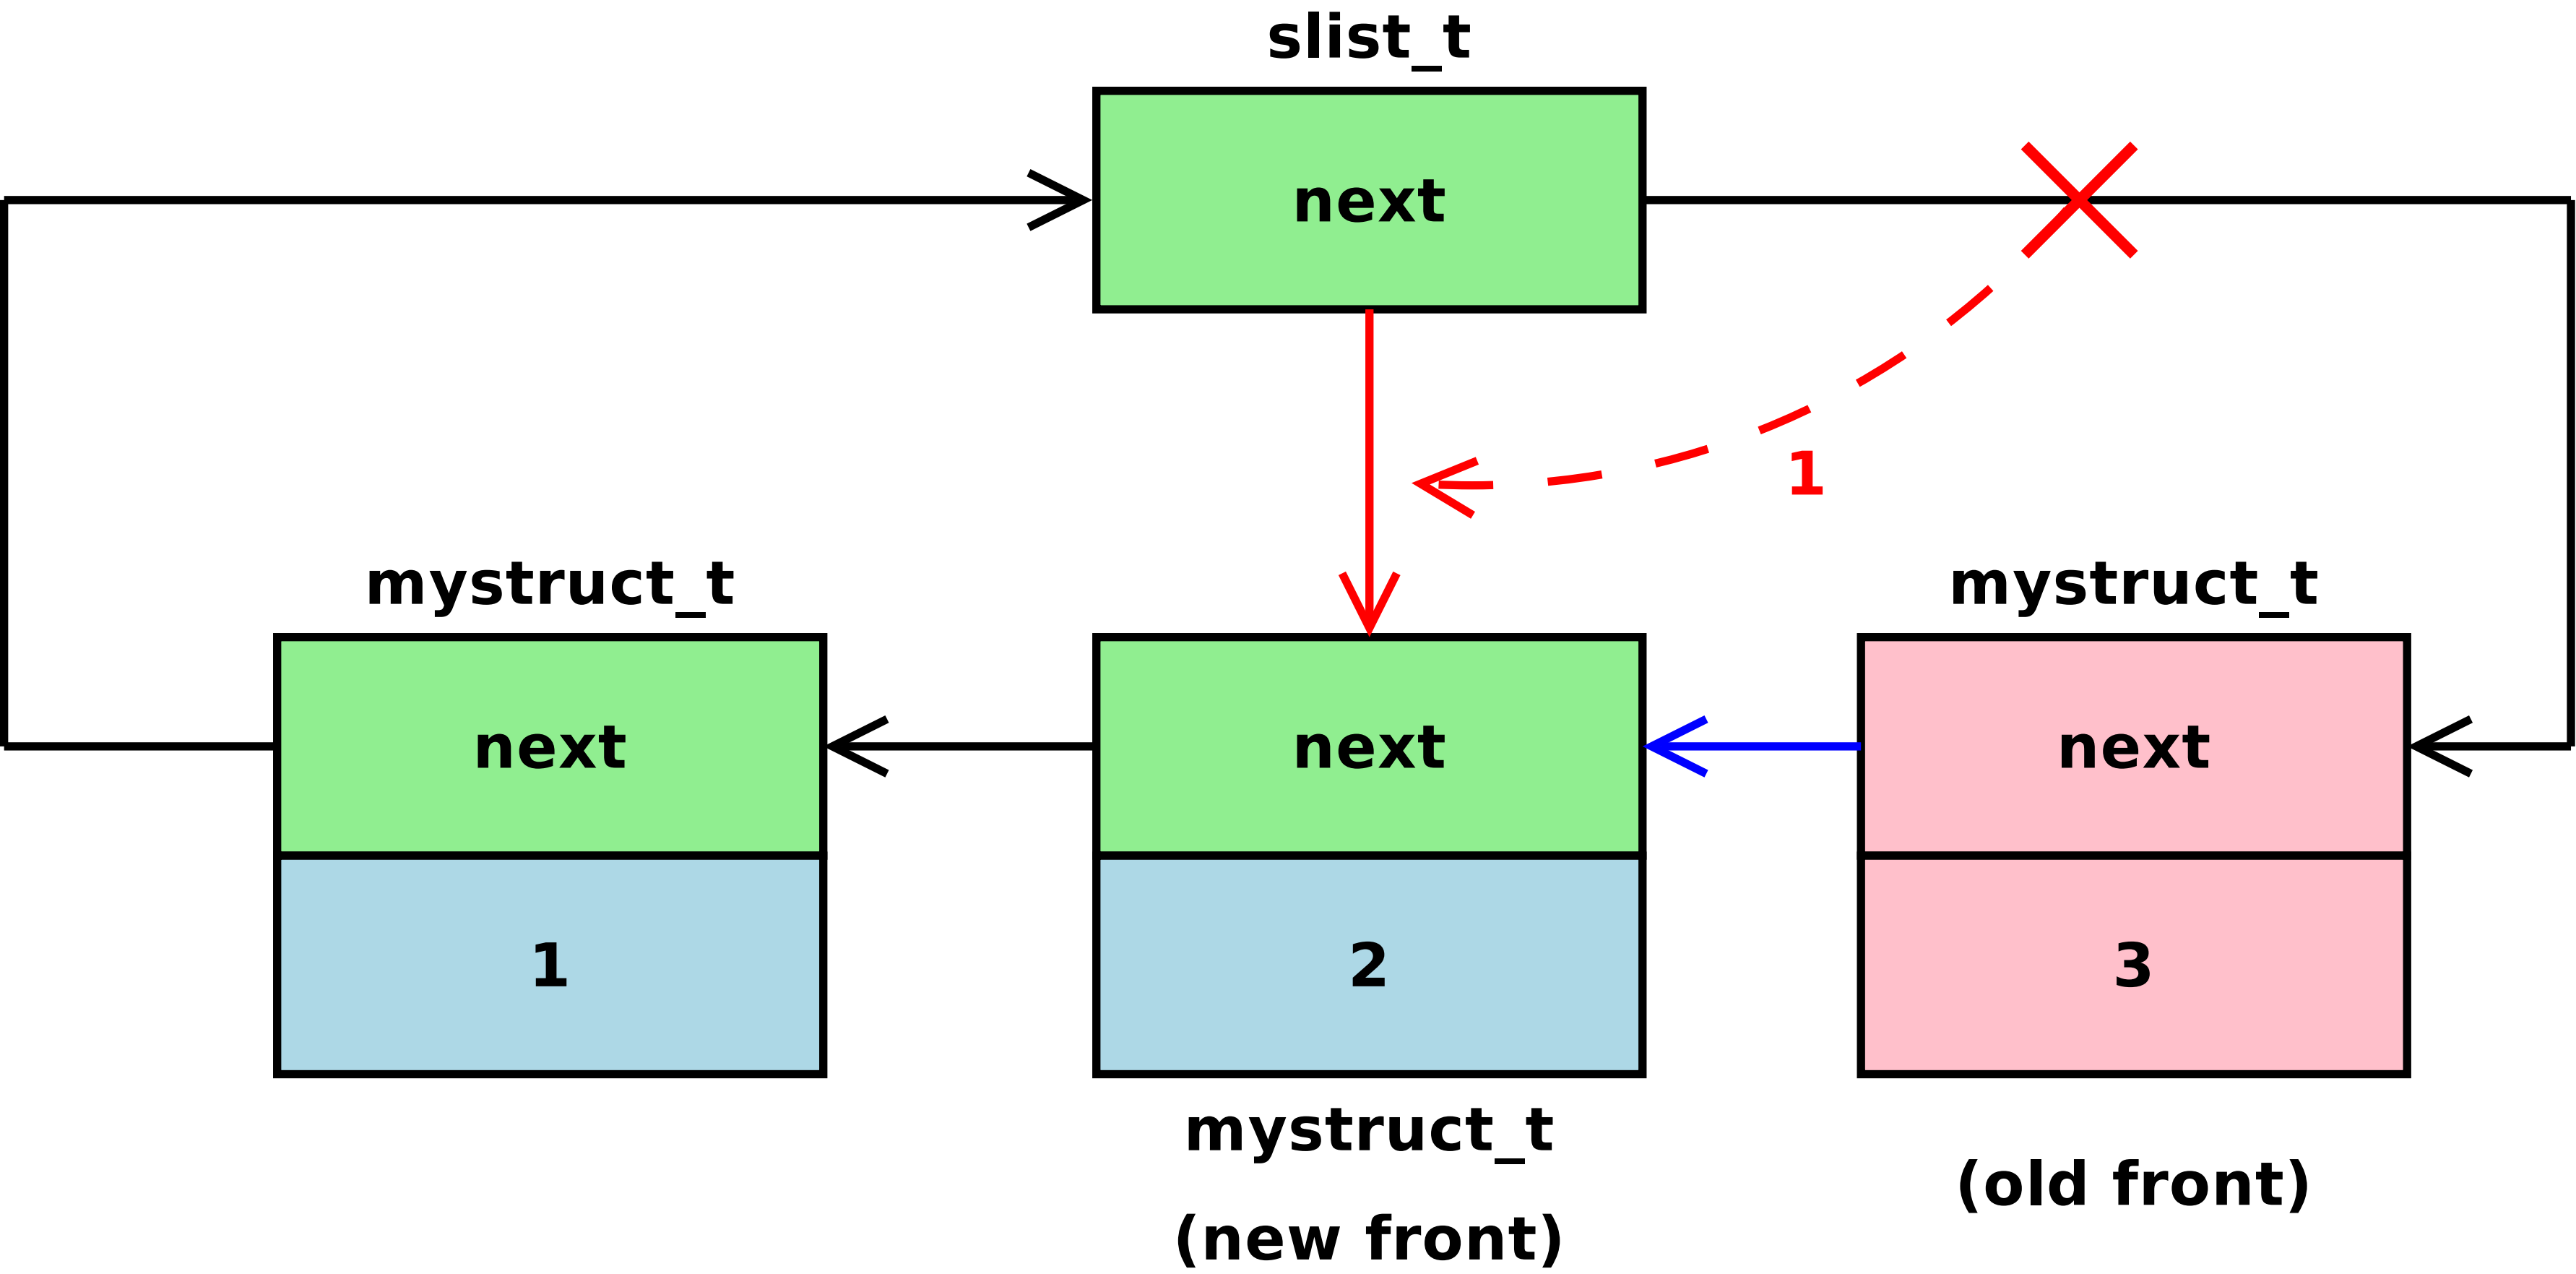 slist_t
next
1
mystruct_t
mystruct_t
next
next
next
1
2
3
mystruct_t
(old front)
(new front)